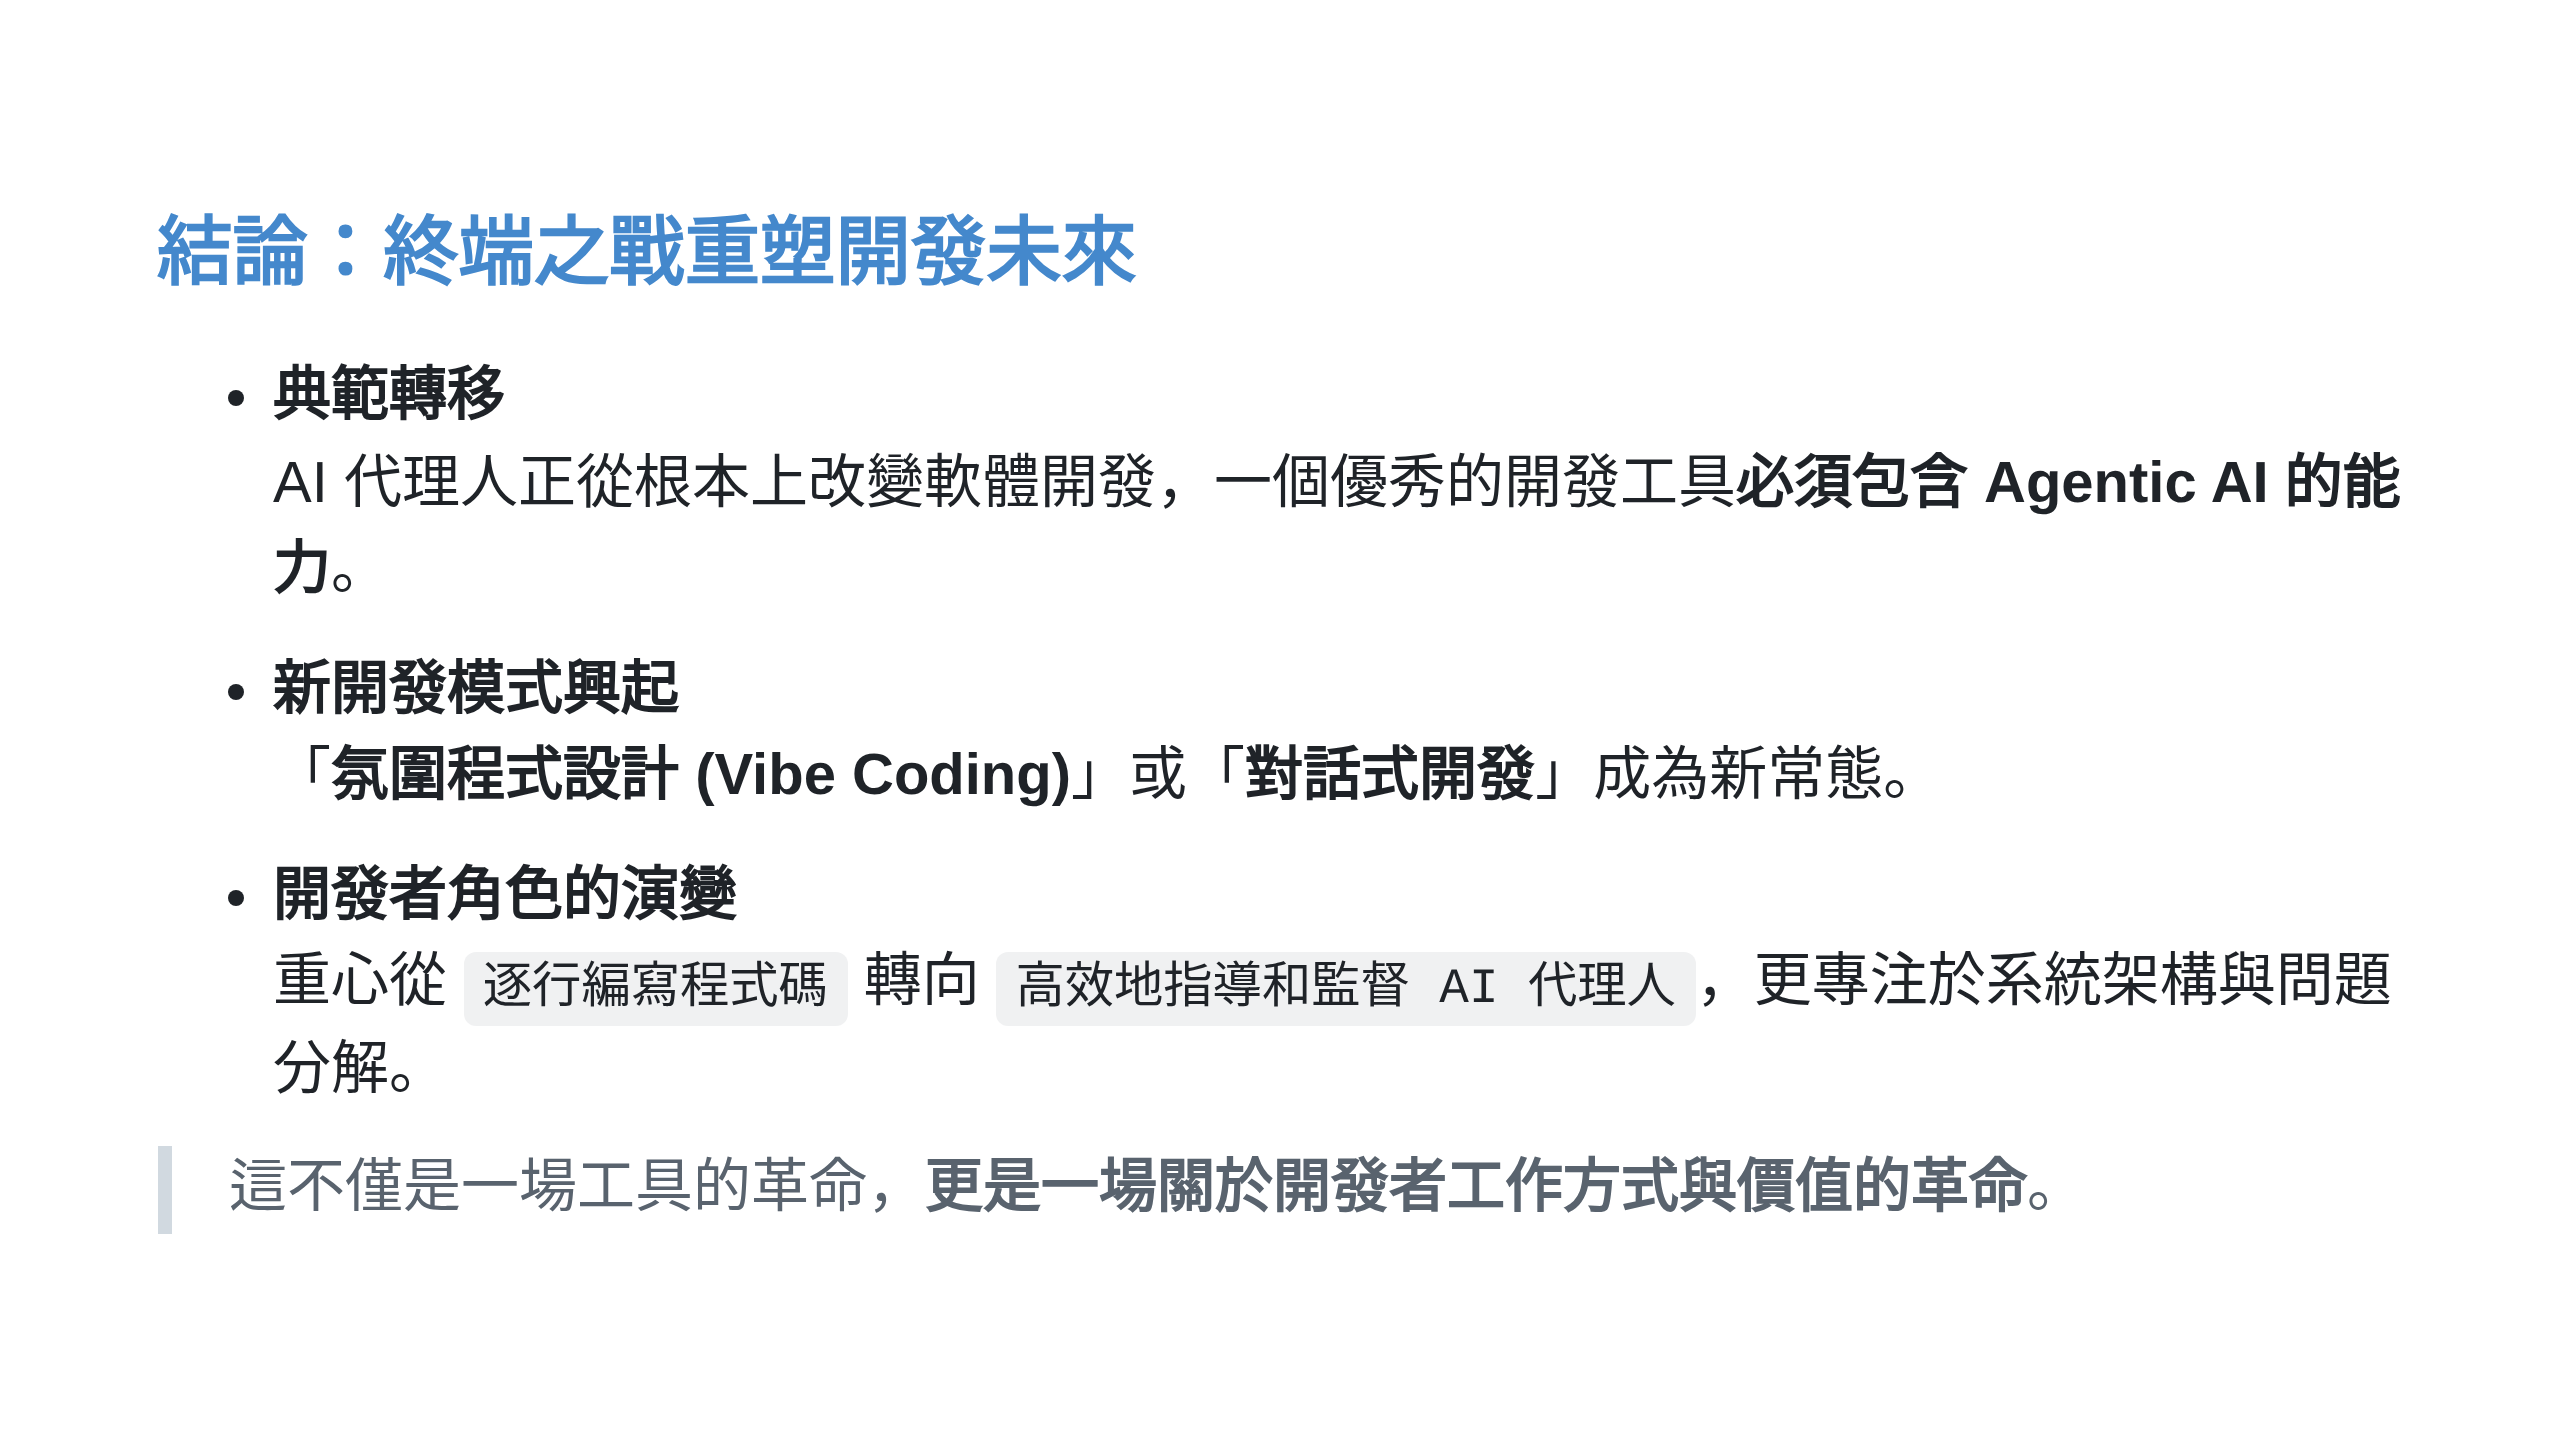 結論：終端之戰重塑開發未來
• 典範轉移
AI 代理人正從根本上改變軟體開發，一個優秀的開發工具必須包含 Agentic AI 的能
力。
• 新開發模式興起
「氛圍程式設計 (Vibe Coding)」或「對話式開發」成為新常態。
• 開發者角色的演變
重心從 逐行編寫程式碼 轉向 高效地指導和監督 AI 代理人，更專注於系統架構與問題
分解。
這不僅是一場工具的革命，更是一場關於開發者工作方式與價值的革命。